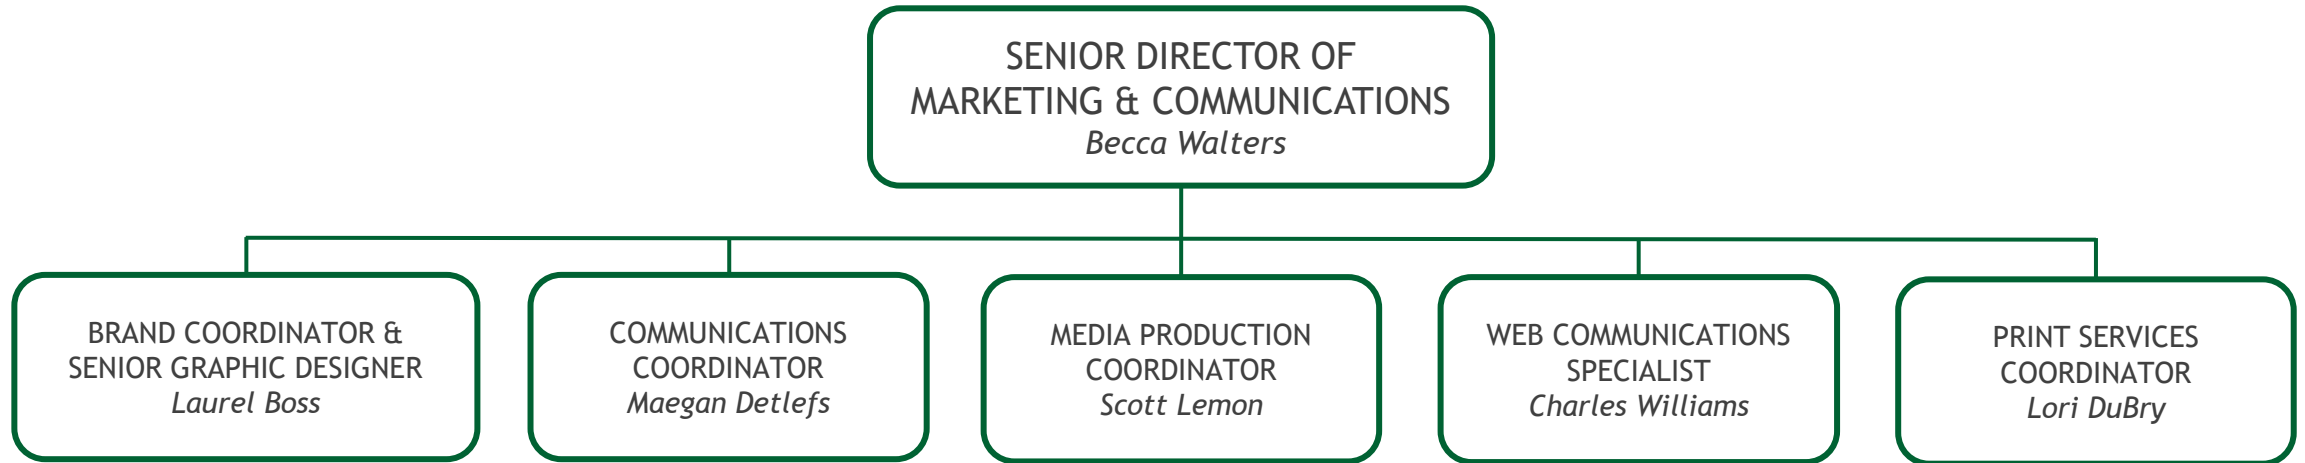 SENIOR DIRECTOR OF
MARKETING & COMMUNICATIONS
Becca Walters
BRAND COORDINATOR &
SENIOR GRAPHIC DESIGNER
Laurel Boss
COMMUNICATIONS
COORDINATOR
Maegan Detlefs
MEDIA PRODUCTION
COORDINATOR
Scott Lemon
WEB COMMUNICATIONS
SPECIALIST
Charles Williams
PRINT SERVICES
COORDINATOR
Lori DuBry